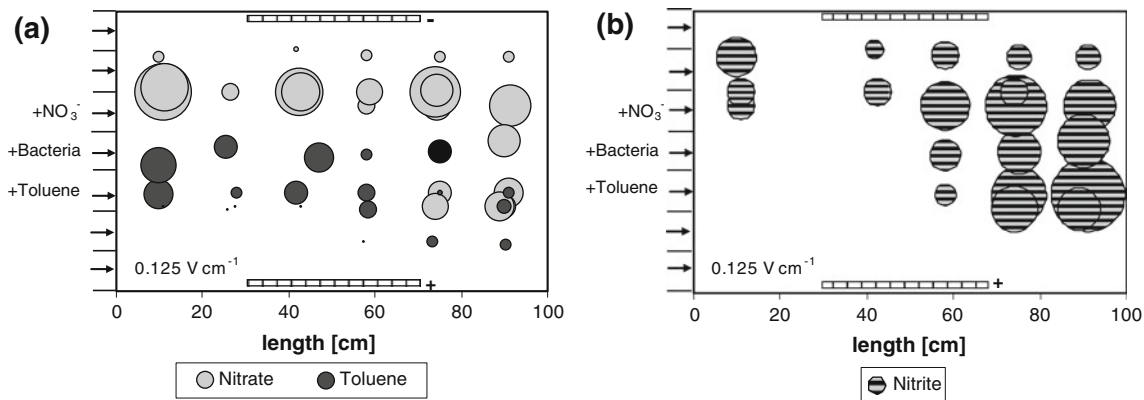 (a)
-
+NO₃⁻
+Bacteria
+Toluene
0.125 V cm⁻¹
+
0 20 40 60 80 100
length [cm]
Nitrate Toluene
(b)
+NO₃⁻
+Bacteria
+Toluene
0.125 V cm⁻¹
+
0 20 40 60 80 100
length [cm]
Nitrite